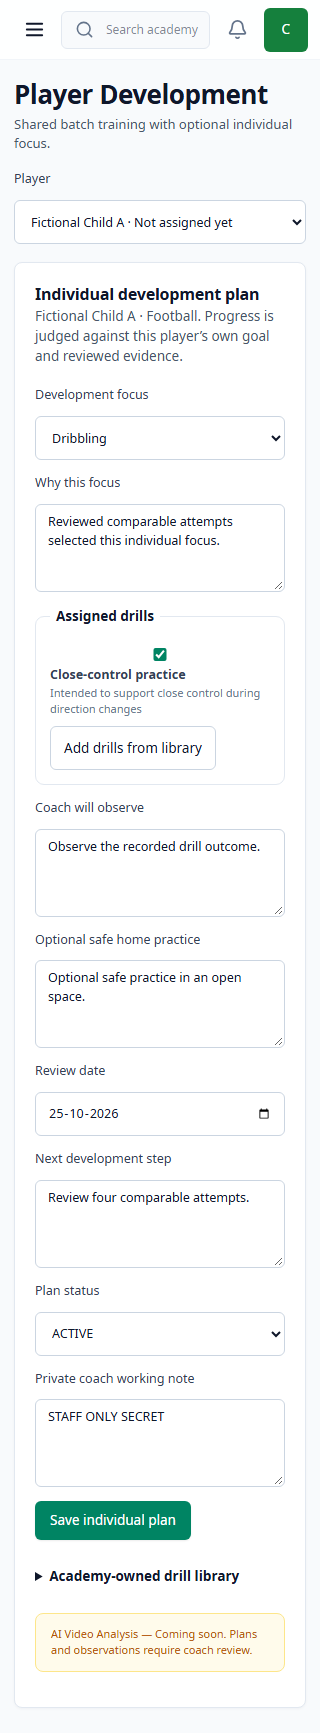 Search academy
C
Player Development
Shared batch training with optional individual
focus.
Player
Fictional Child A · Not assigned yet
Individual development plan
Fictional Child A · Football. Progress is
judged against this player’s own goal
and reviewed evidence.
Development focus
Dribbling
Why this focus
Reviewed comparable attempts
selected this individual focus.
Assigned drills
Close-control practice
Intended to support close control during
direction changes
Add drills from library
Coach will observe
Observe the recorded drill outcome.
Optional safe home practice
Optional safe practice in an open
space.
Review date
25-10-2026
Next development step
Review four comparable attempts.
Plan status
ACTIVE
Private coach working note
STAFF ONLY SECRET
Save individual plan
Academy-owned drill library
AI Video Analysis — Coming soon. Plans
and observations require coach review.